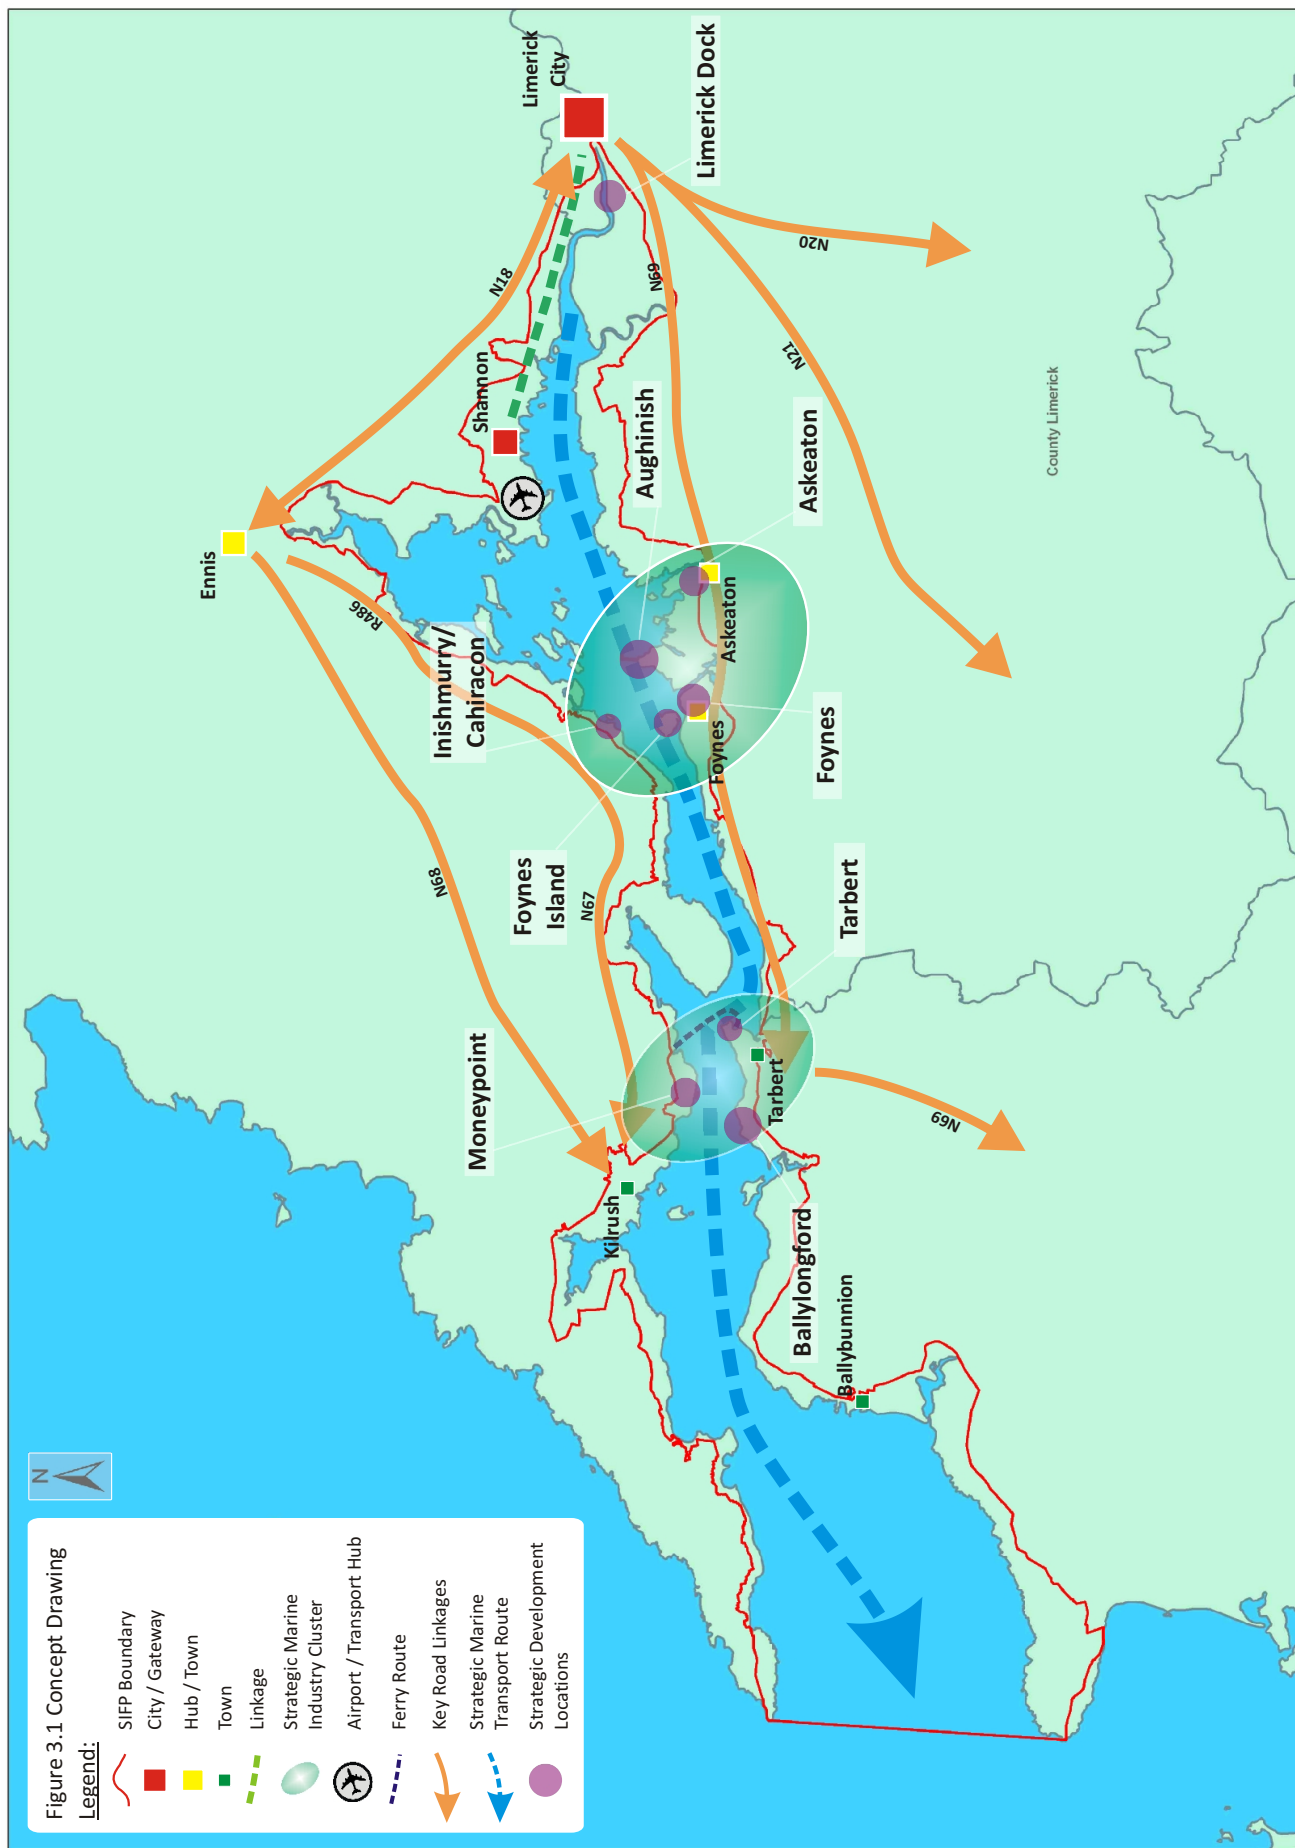 Figure 3.1 Concept Drawing
Legend:
SIFP Boundary
City / Gateway
Hub / Town
Town
Linkage
Strategic Marine
Industry Cluster
Airport / Transport Hub
Ferry Route
Key Road Linkages
Strategic Marine
Transport Route
Strategic Development
Locations
N
Ennis
R486
N68
N18
Limerick
City
Limerick Dock
Shannon
Inishmurry/
Cahiracon
Foynes
Island
N67
Moneypoint
Kilrush
Aughinish
N69
N20
N21
Askeaton
Askeaton
Foynes
Foynes
Tarbert
Tarbert
N69
Ballylongford
Ballybunnion
County Limerick